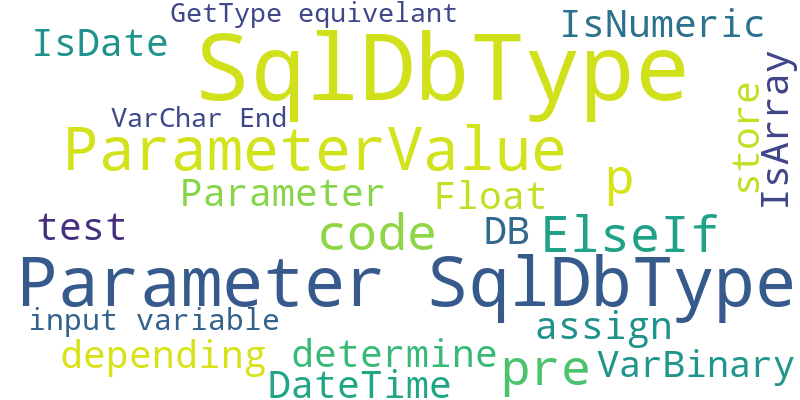 GetType equivelant
IsNumeric
IsDate
SqlDbType
IsArray
store
VarChar End
ParameterValue
p
Parameter
Float
test
code
DB
ElseIf
Parameter SqlDbType
input variable
assign
depending
determine
pre
VarBinary
DateTime